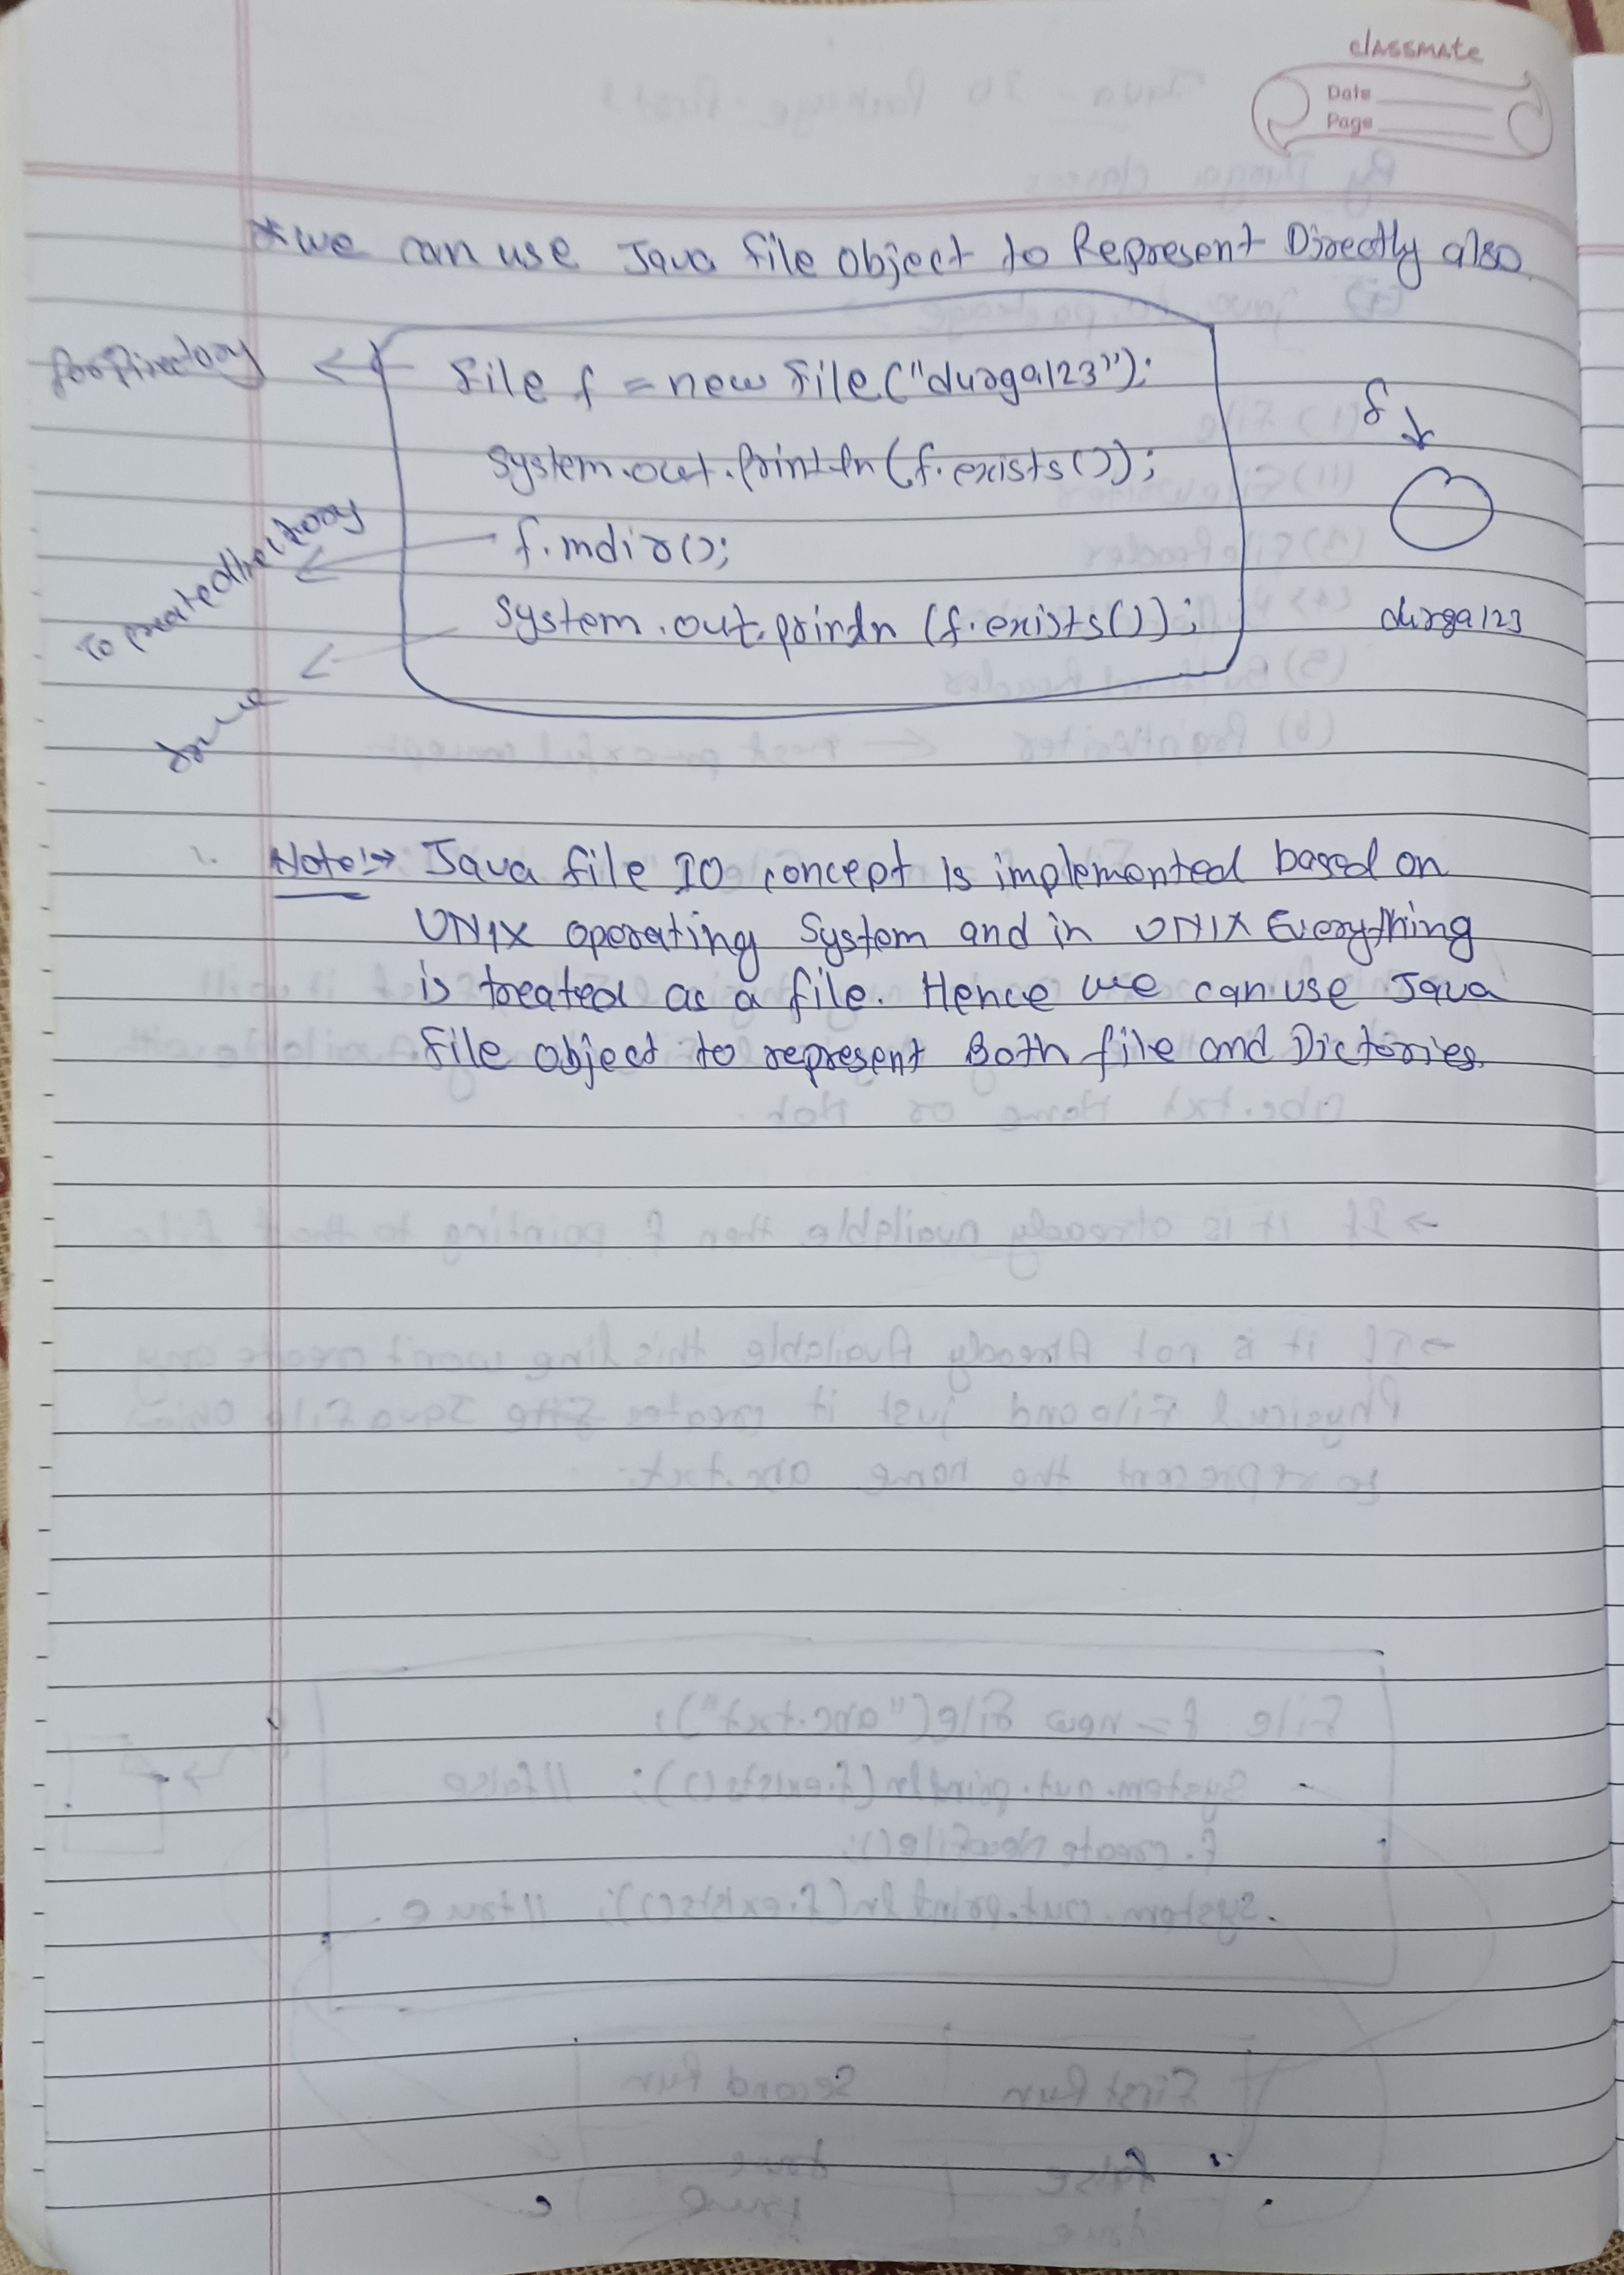 classmate
Date
Page
* we can use Java file object to Represent Directly also
for Directory
File f = new File("durga123");
System.out.println(f.exists());
f
To create directory
f.mdir();
System.out.println(f.exists());
durga123
true
Note:→ Java file IO concept Is implemented based on
UNIX operating System and in UNIX Everything
is treated as a file. Hence we can use Java
File object to represent Both file and Dictories.